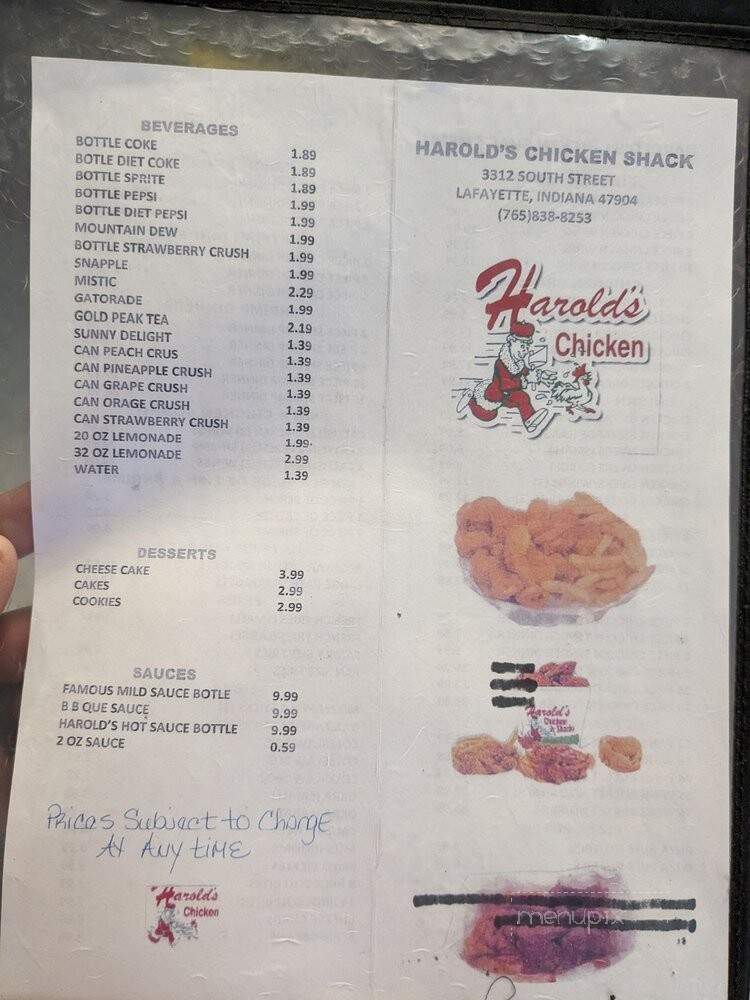 BEVERAGES
BOTTLE COKE 1.89
BOTLE DIET COKE 1.89
BOTTLE SPRITE 1.89
BOTTLE PEPSI 1.99
BOTTLE DIET PEPSI 1.99
MOUNTAIN DEW 1.99
BOTTLE STRAWBERRY CRUSH 1.99
SNAPPLE 1.99
MISTIC 2.29
GATORADE 1.99
GOLD PEAK TEA 2.19
SUNNY DELIGHT 1.39
CAN PEACH CRUS 1.39
CAN PINEAPPLE CRUSH 1.39
CAN GRAPE CRUSH 1.39
CAN ORAGE CRUSH 1.39
CAN STRAWBERRY CRUSH 1.39
20 OZ LEMONADE 1.99
32 OZ LEMONADE 2.99
WATER 1.39
DESSERTS
CHEESE CAKE 3.99
CAKES 2.99
COOKIES 2.99
SAUCES
FAMOUS MILD SAUCE BOTLE 9.99
B B QUE SAUCE 9.99
HAROLD'S HOT SAUCE BOTTLE 9.99
2 OZ SAUCE 0.59
Prices Subject to Change
At Any time
Harold's
Chicken
HAROLD'S CHICKEN SHACK
3312 SOUTH STREET
LAFAYETTE, INDIANA 47904
(765)838-8253
Harold's
Chicken
Harold's
Chicken
Shack
menupix